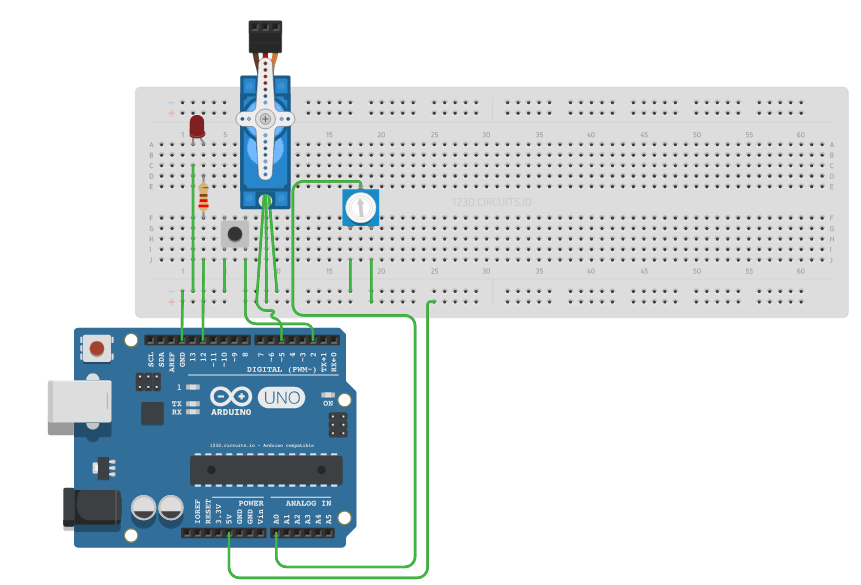 1 5 10 15 20 25 30 35 40 45 50 55 60
A A
B B
C C
D D
E E
123D.CIRCUITS.IO
F F
G G
H H
I I
J J
1 5 10 15 20 25 30 35 40 45 50 55 60
SCL SDA AREF GND 13 12 ~11 ~10 ~9 8 7 ~6 ~5 4 ~3 2 TX→1 RX←0
DIGITAL (PWM~)
1
TX
RX
ARDUINO
UNO
ON
123D.circuits.io - Arduino compatible
POWER
ANALOG IN
IOREF RESET 3.3V 5V GND GND Vin A0 A1 A2 A3 A4 A5